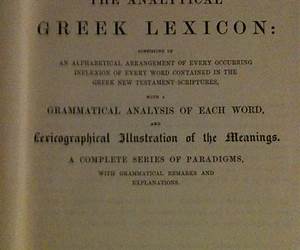 THE ANALYTICAL
GREEK LEXICON:
CONSISTING OF
AN ALPHABETICAL ARRANGEMENT OF EVERY OCCURRING
INFLEXION OF EVERY WORD CONTAINED IN THE
GREEK NEW TESTAMENT SCRIPTURES,
WITH A
GRAMMATICAL ANALYSIS OF EACH WORD,
AND
Lexicographical Illustration of the Meanings.
A COMPLETE SERIES OF PARADIGMS,
WITH GRAMMATICAL REMARKS AND
EXPLANATIONS.